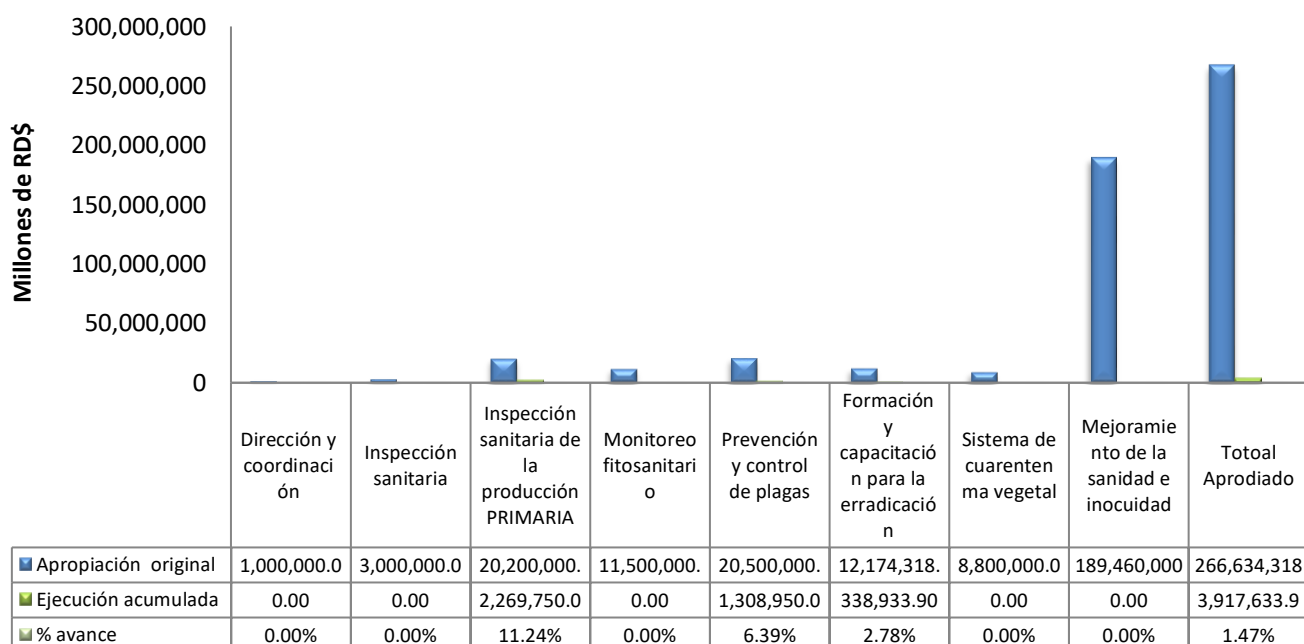 300,000,000
250,000,000
200,000,000
150,000,000
100,000,000
50,000,000
0
Millones de RD$
Dirección y
coordinaci
ón
Inspección
sanitaria
Inspección
sanitaria de
la
producción
PRIMARIA
Monitoreo
fitosanitari
o
Prevención
y control
de plagas
Formación
y
capacitació
n para la
erradicació
n
Sistema de
cuarenten
ma vegetal
Mejoramie
nto de la
sanidad e
inocuidad
Totoal
Aprodiado
Apropiación original 1,000,000.0 3,000,000.0 20,200,000. 11,500,000. 20,500,000. 12,174,318. 8,800,000.0 189,460,000 266,634,318
Ejecución acumulada 0.00 0.00 2,269,750.0 0.00 1,308,950.0 338,933.90 0.00 0.00 3,917,633.9
% avance 0.00% 0.00% 11.24% 0.00% 6.39% 2.78% 0.00% 0.00% 1.47%